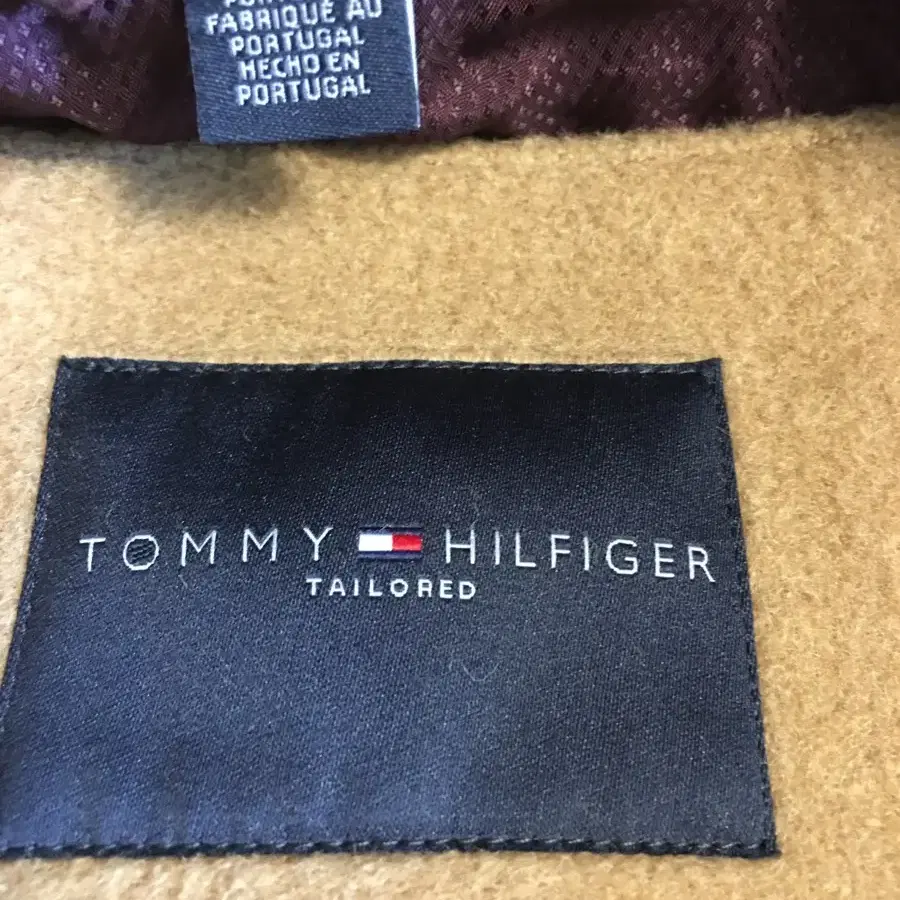 FABRIQUÉ AU
PORTUGAL
HECHO EN
PORTUGAL
TOMMY HILFIGER
TAILORED